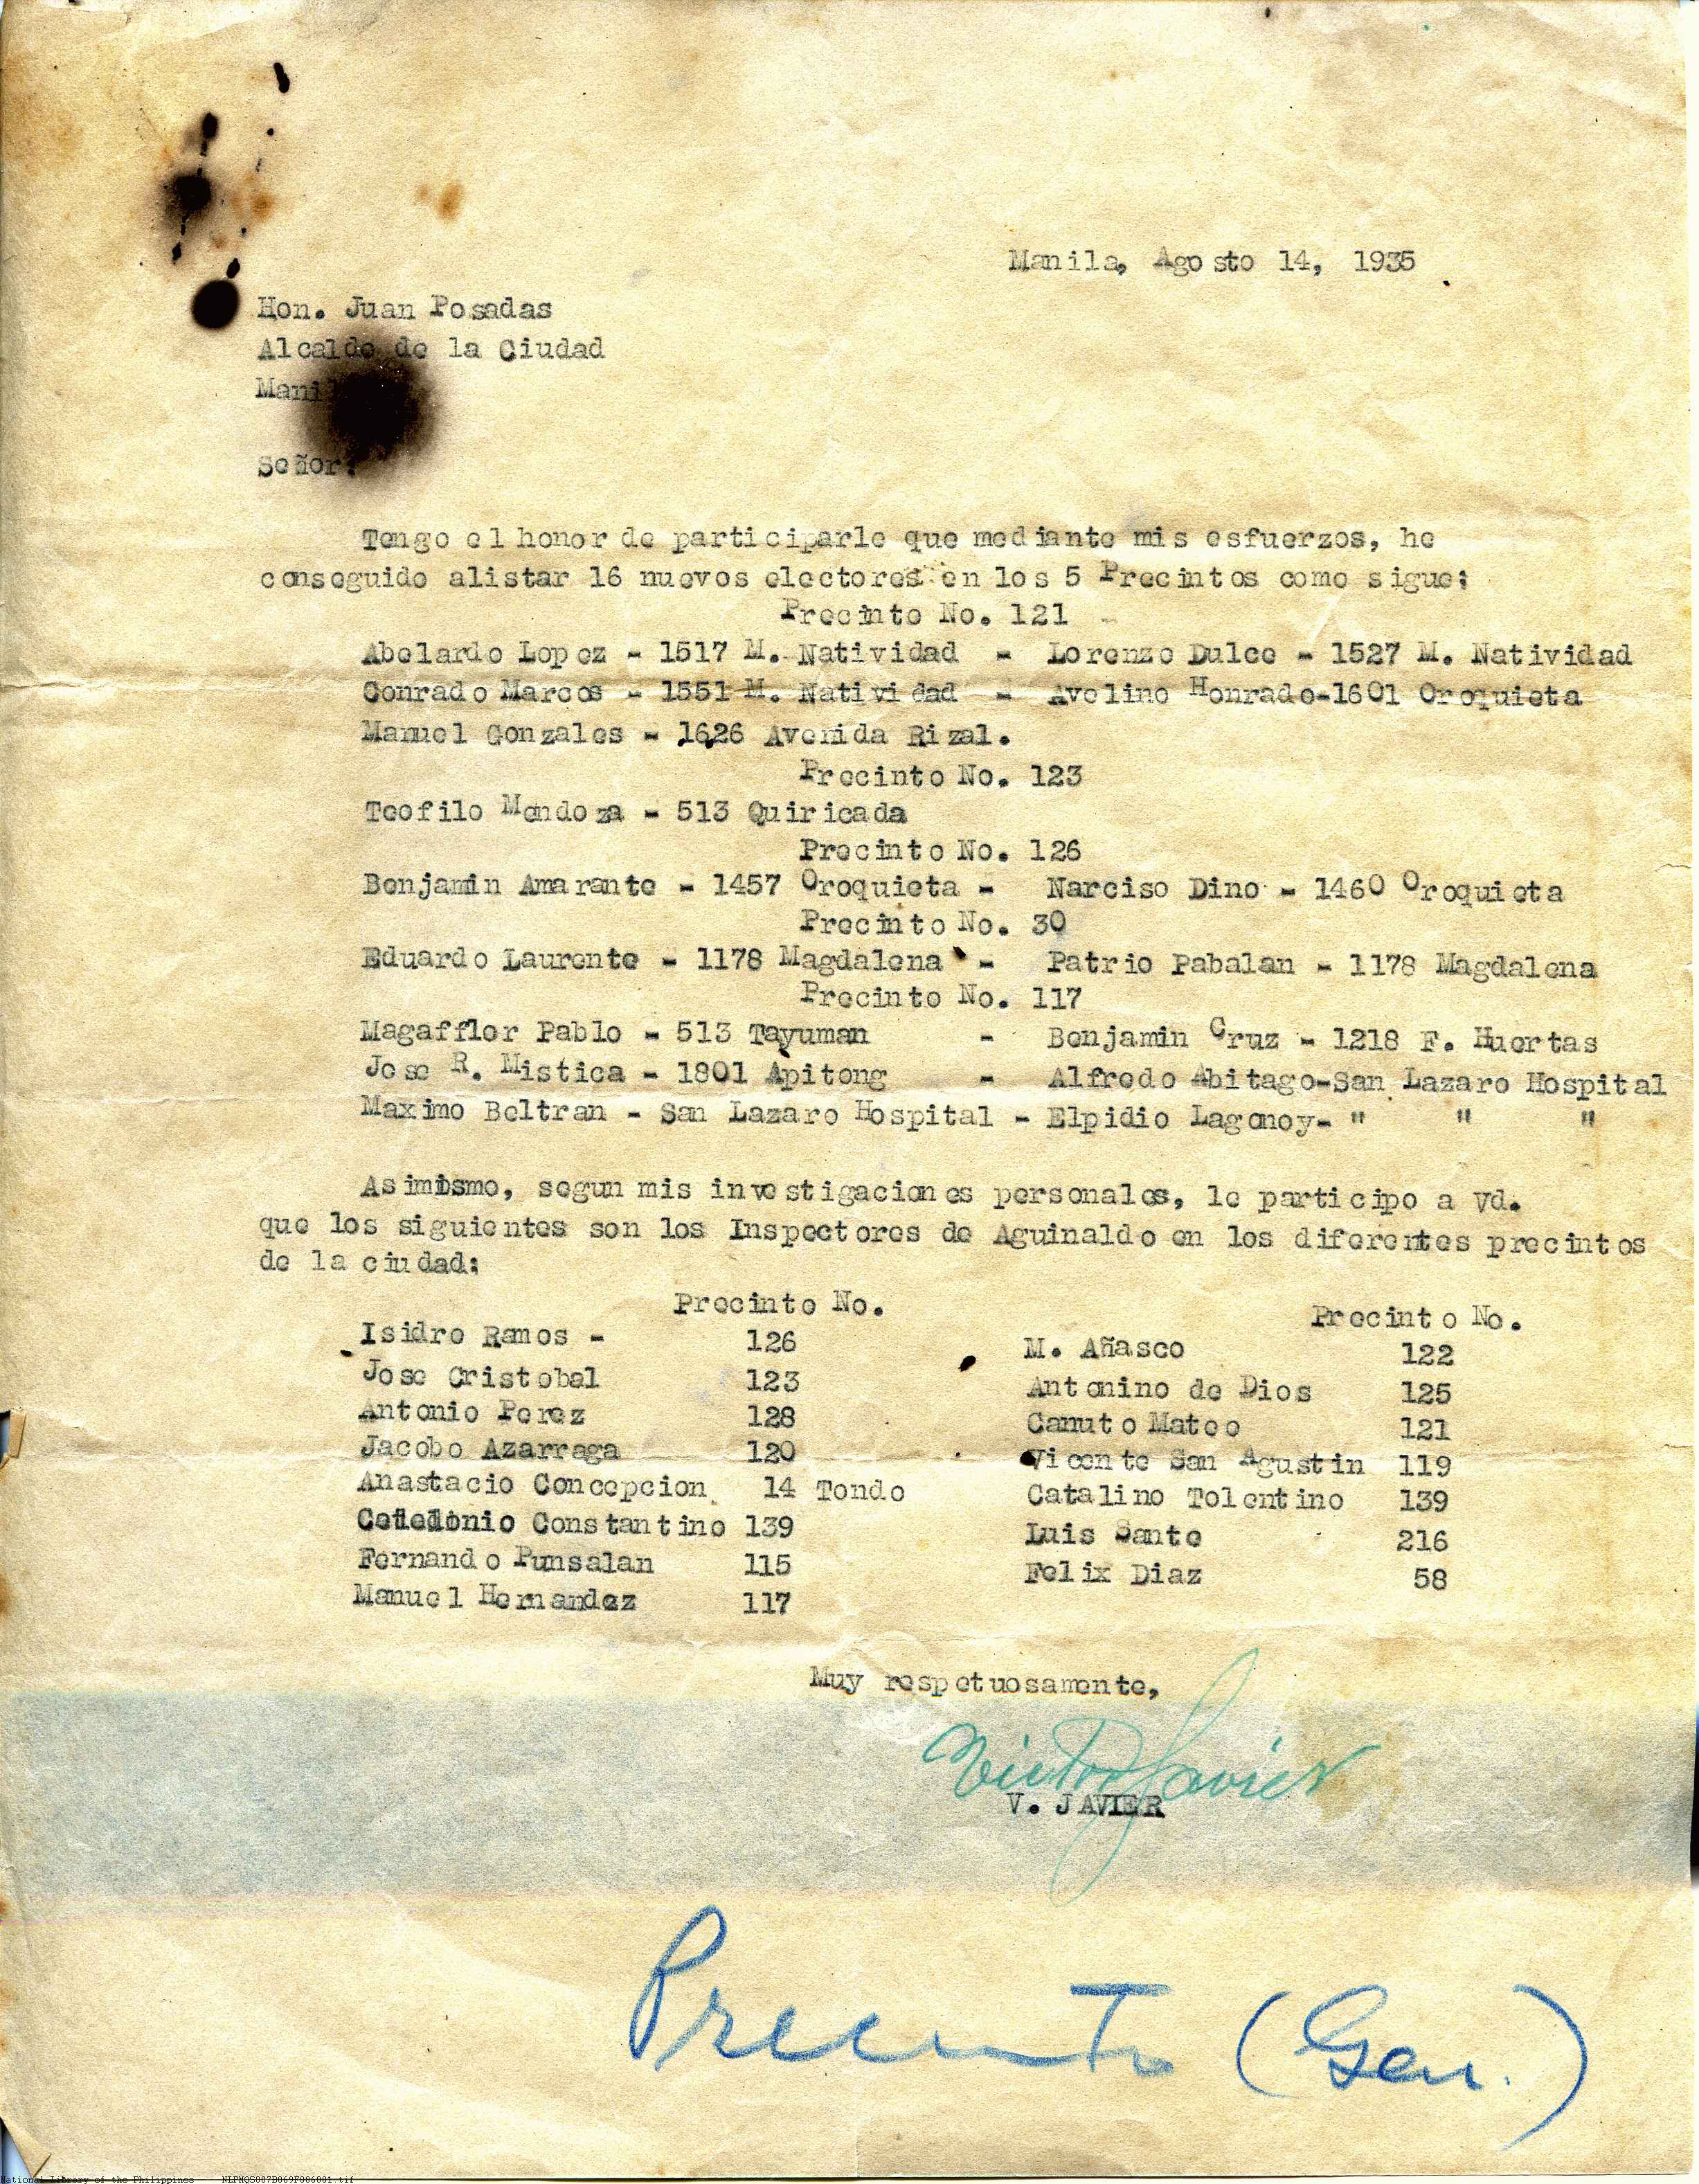 Manila, Agosto 14, 1935
Hon. Juan Posadas
Alcalde de la Ciudad
Manil
Señor:
Tengo el honor de participarle que mediante mis esfuerzos, he
conseguido alistar 16 nuevos electores en los 5 Precintos como sigue:
Precinto No. 121
Abelardo Lopez - 1517 M. Natividad - Lorenzo Dulce - 1527 M. Natividad
Conrado Marcos - 1551 M. Natividad - Avelino Honrado-1601 Oroquieta
Manuel Gonzales - 1626 Avenida Rizal.
Precinto No. 123
Teofilo Mendoza - 513 Quiricada
Precinto No. 126
Benjamin Amarante - 1457 Oroquieta - Narciso Dino - 1460 Oroquieta
Precinto No. 30
Eduardo Laurente - 1178 Magdalena - Patrio Pabalan - 1178 Magdalena
Precinto No. 117
Magafflor Pablo - 513 Tayuman - Benjamin Cruz - 1218 F. Huertas
Jose R. Mistica - 1801 Apitong - Alfredo Abitago-San Lazaro Hospital
Maximo Beltran - San Lazaro Hospital - Elpidio Lagonoy- " " "
Asimismo, segun mis investigaciones personales, le participo a Vd.
que los siguientes son los Inspectores de Aguinaldo en los diferentes precintos
de la ciudad:
Precinto No. Precinto No.
Isidro Ramos - 126 M. Añasco 122
Jose Cristobal 123 Antonino de Dios 125
Antonio Perez 128 Canuto Mateo 121
Jacobo Azarraga 120 Vicente San Agustin 119
Anastacio Concepcion 14 Tondo Catalino Tolentino 139
Celedonio Constantino 139 Luis Santo 216
Fernando Punsalan 115 Felix Diaz 58
Manuel Hernandez 117
Muy respetuosamente,
Victor Javier
V. JAVIER
Precinto (Gen.)
National Library of the Philippines NLPMQS007D069F006001.tif